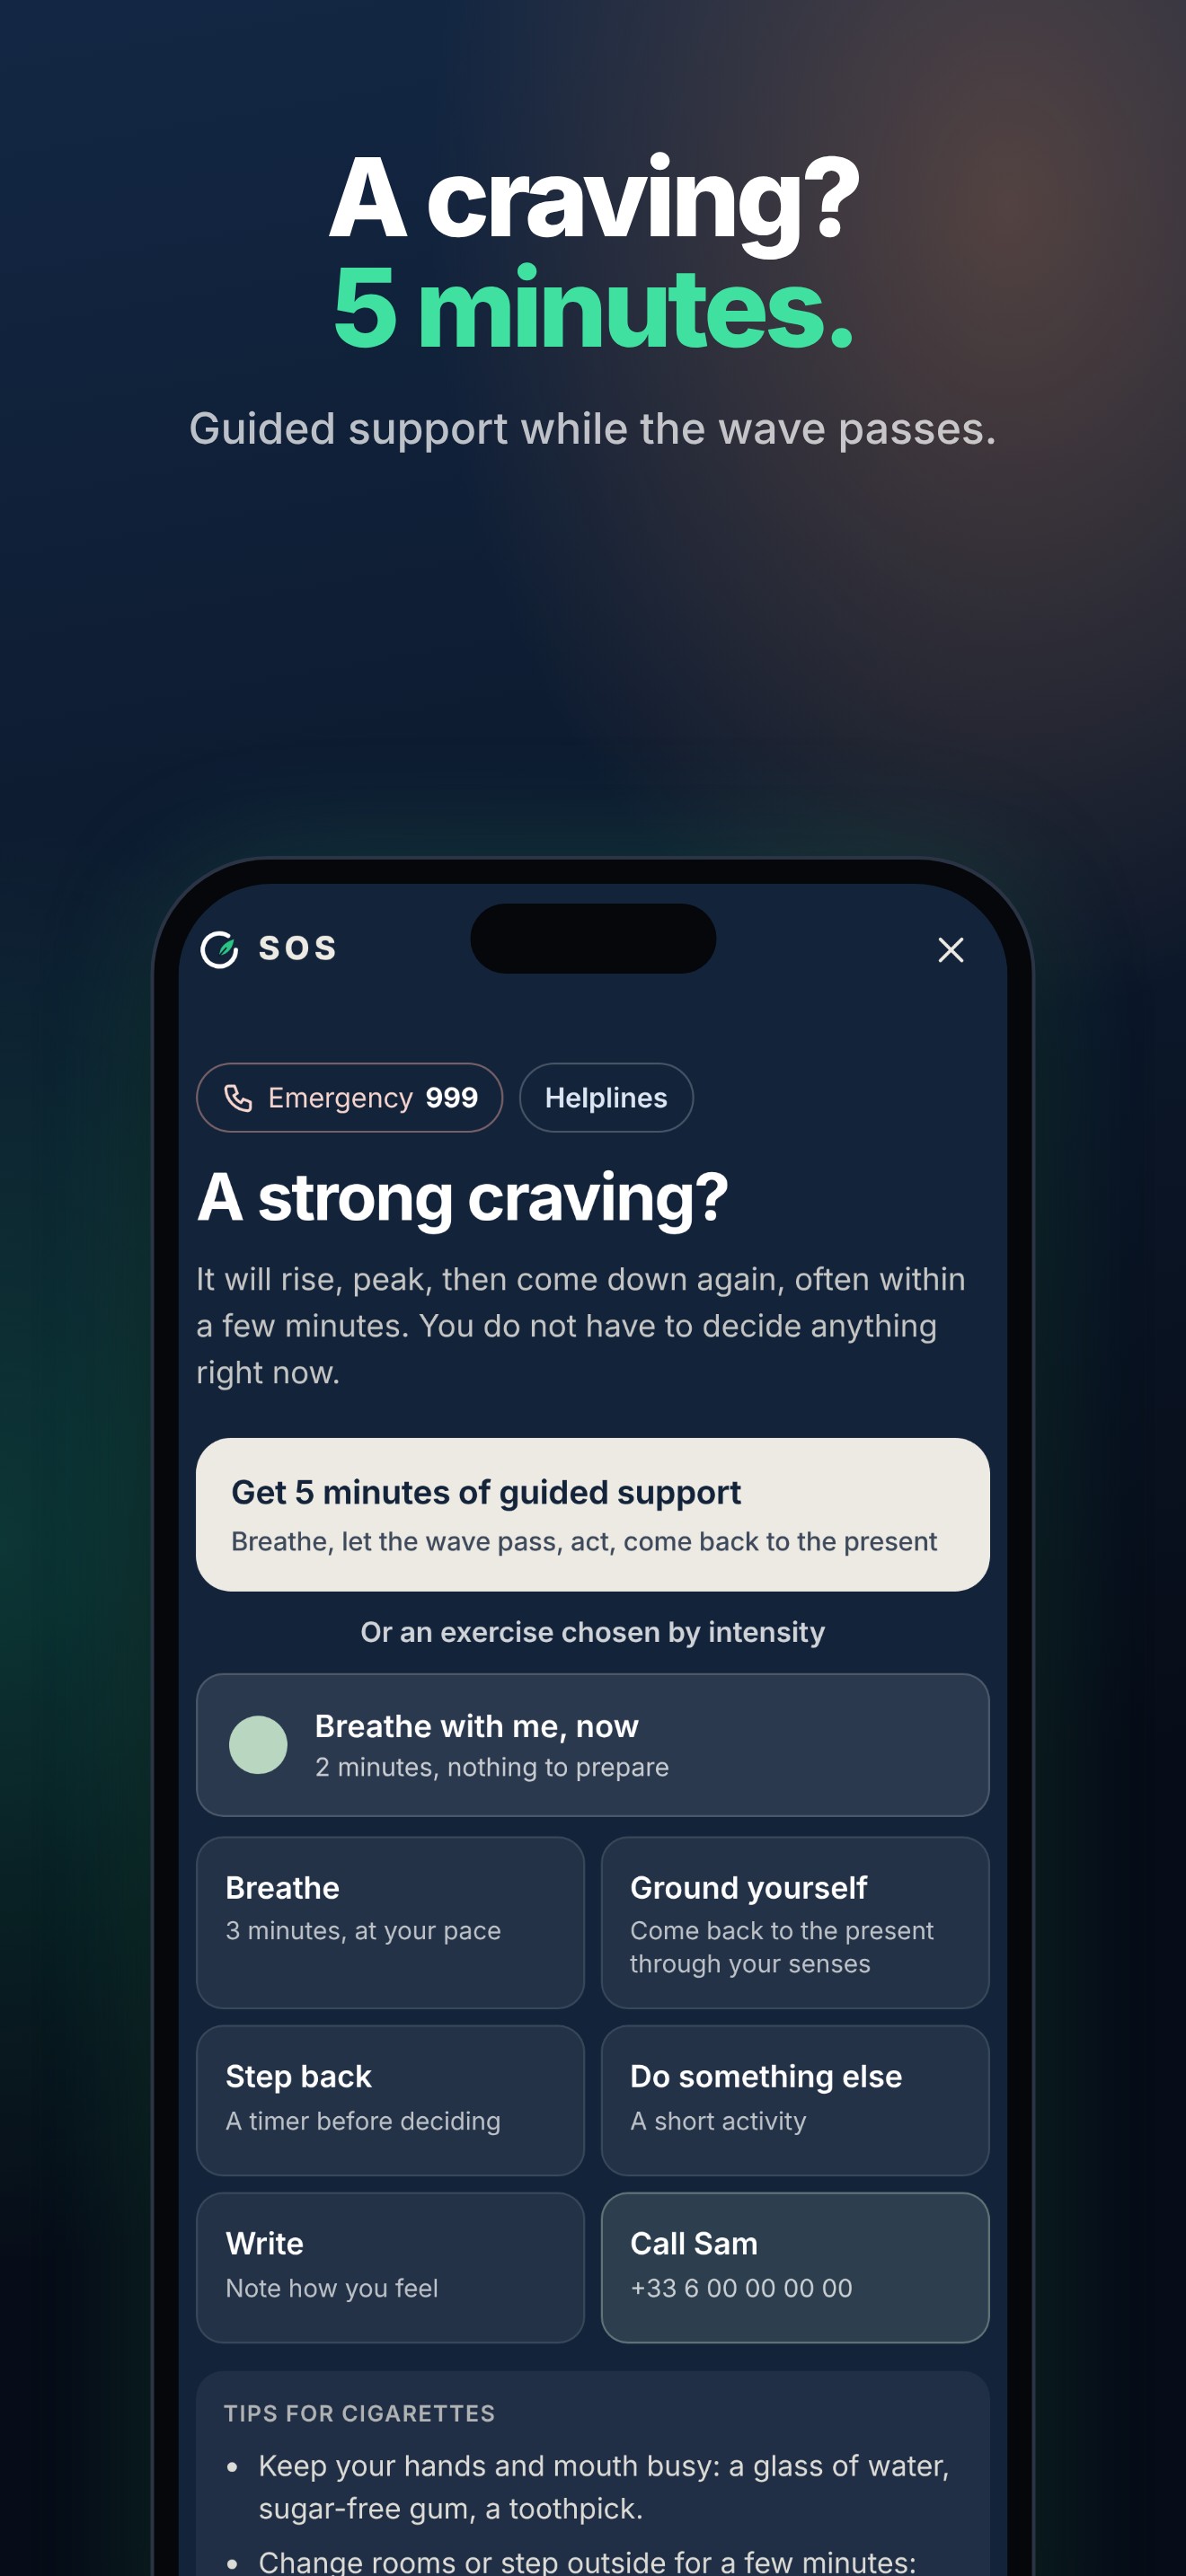 A craving?
5 minutes.
Guided support while the wave passes.
SOS
Emergency 999
Helplines
A strong craving?
It will rise, peak, then come down again, often within
a few minutes. You do not have to decide anything
right now.
Get 5 minutes of guided support
Breathe, let the wave pass, act, come back to the present
Or an exercise chosen by intensity
Breathe with me, now
2 minutes, nothing to prepare
Breathe
3 minutes, at your pace
Ground yourself
Come back to the present
through your senses
Step back
A timer before deciding
Do something else
A short activity
Write
Note how you feel
Call Sam
+33 6 00 00 00 00
TIPS FOR CIGARETTES
• Keep your hands and mouth busy: a glass of water,
sugar-free gum, a toothpick.
• Change rooms or step outside for a few minutes: